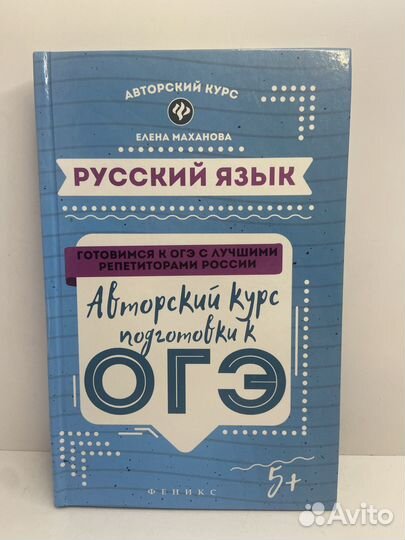 АВТОРСКИЙ КУРС
ЕЛЕНА МАХАНОВА
РУССКИЙ ЯЗЫК
ГОТОВИМСЯ К ОГЭ С ЛУЧШИМИ
РЕПЕТИТОРАМИ РОССИИ
Авторский курс
подготовки к
ОГЭ
5+
ФЕНИКС
Avito